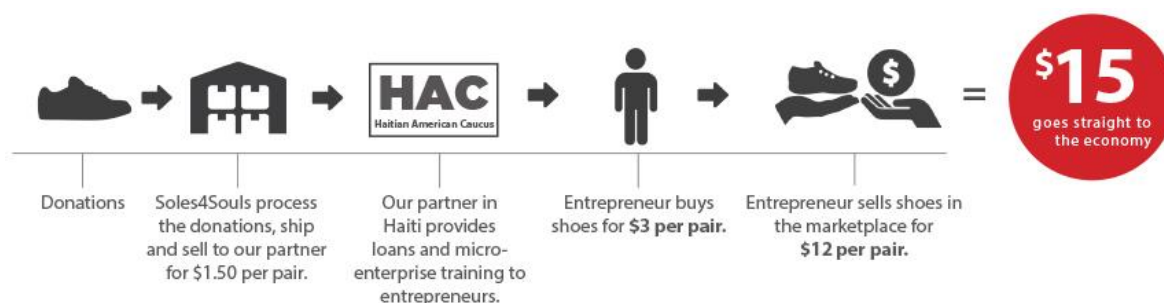 HAC
Haitian American Caucus
$
=
$15
goes straight to
the economy
Donations
Soles4Souls process
the donations, ship
and sell to our partner
for $1.50 per pair.
Our partner in
Haiti provides
loans and micro-
enterprise training to
entrepreneurs.
Entrepreneur buys
shoes for $3 per pair.
Entrepreneur sells shoes in
the marketplace for
$12 per pair.